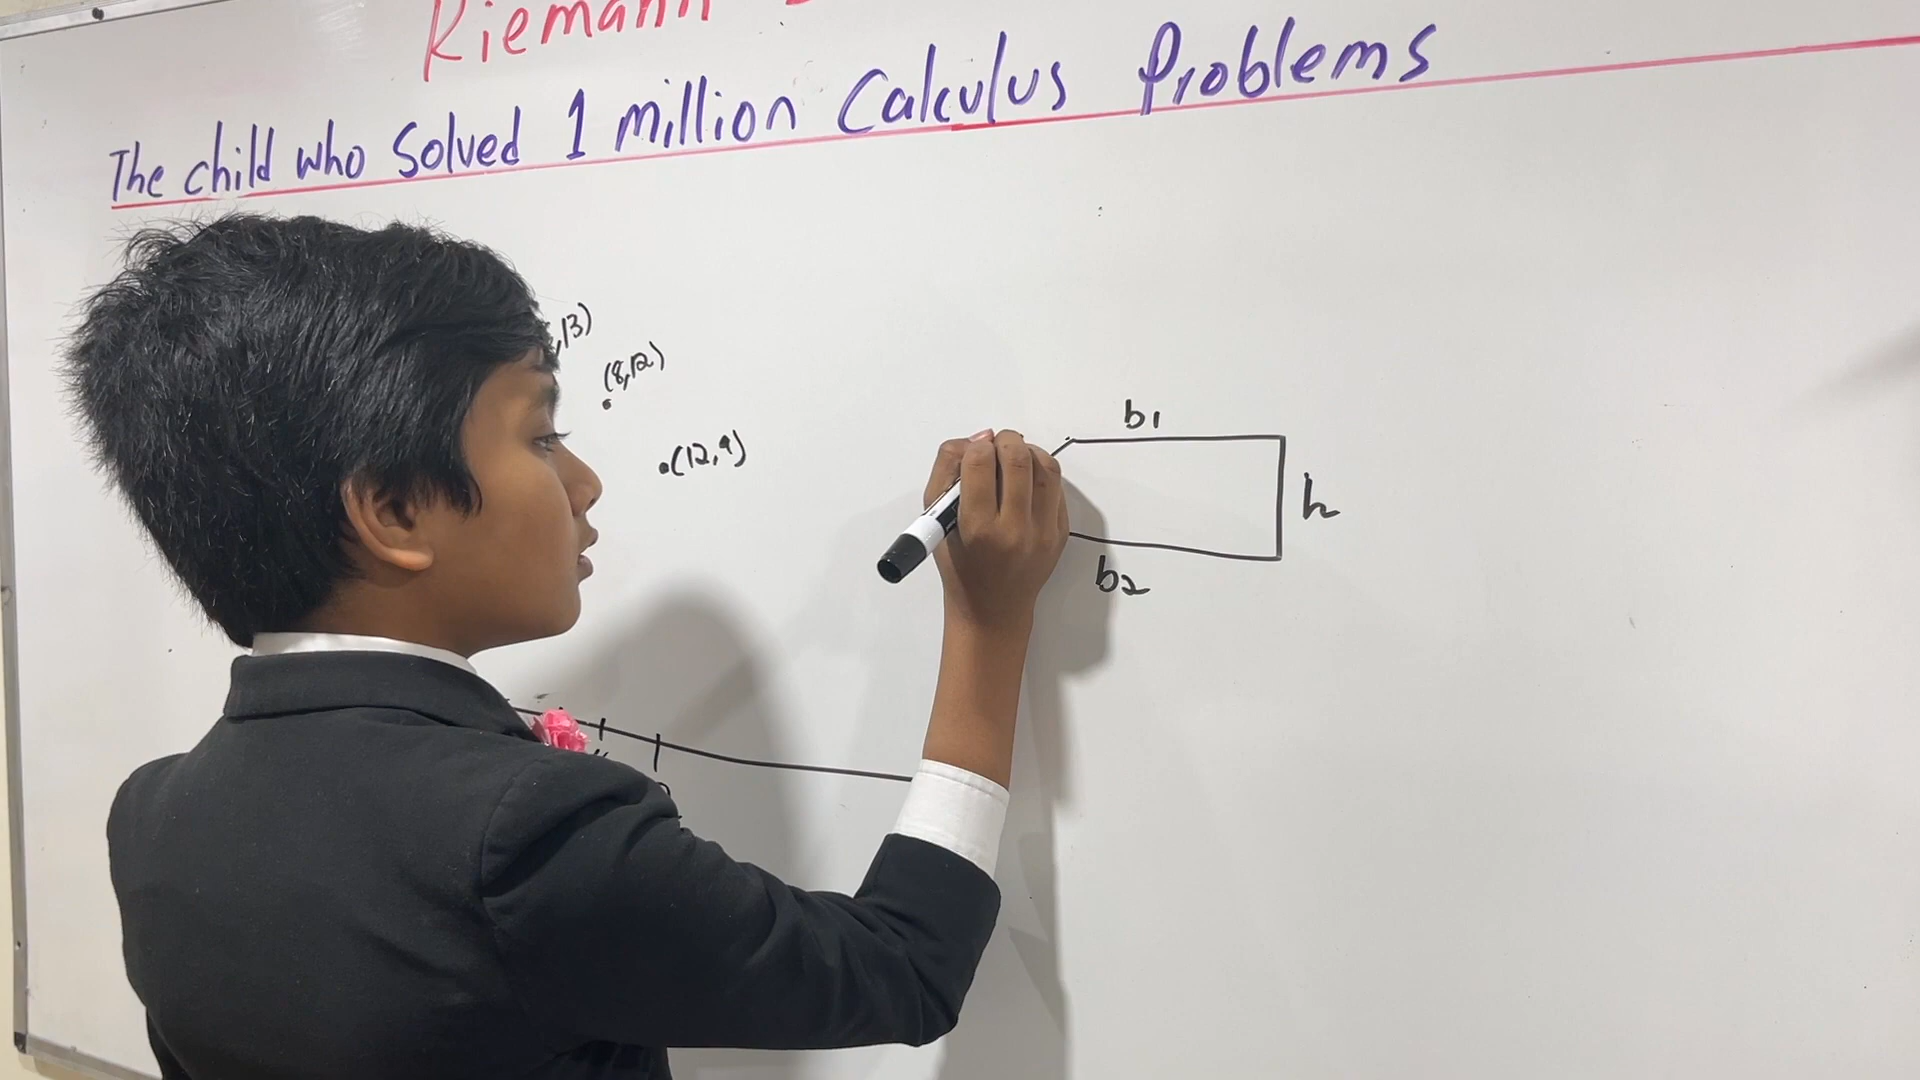 Riemann
The child who Solved 1 million Calculus Problems
,13)
(8,12)
(12,9)
b1
h
b2